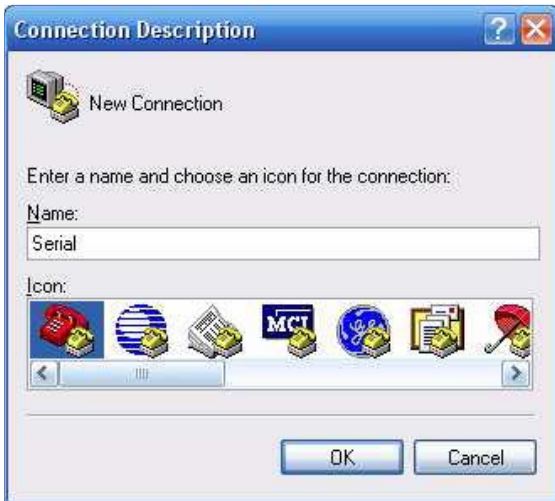 Connection Description
New Connection
Enter a name and choose an icon for the connection:
Name:
Serial
Icon:
MCI
OK Cancel